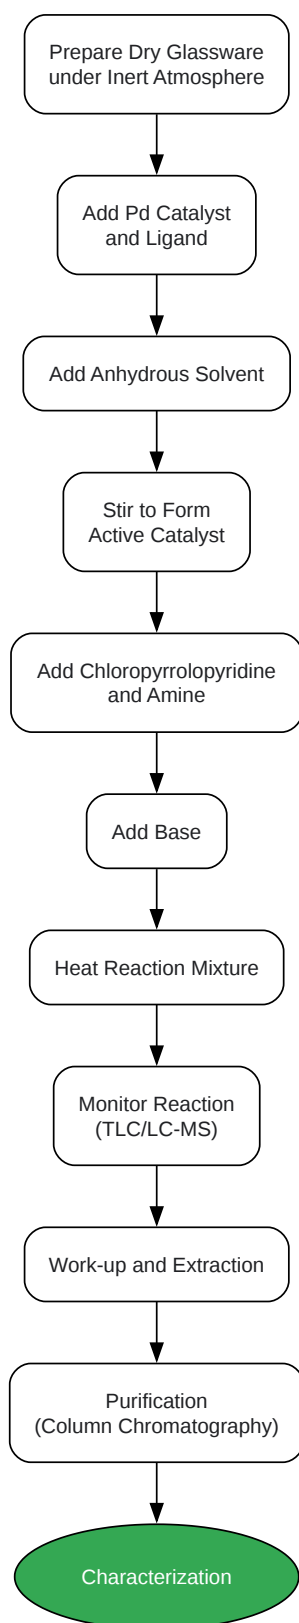 Prepare Dry Glassware
under Inert Atmosphere
Add Pd Catalyst
and Ligand
Add Anhydrous Solvent
Stir to Form
Active Catalyst
Add Chloropyrrolopyridine
and Amine
Add Base
Heat Reaction Mixture
Monitor Reaction
(TLC/LC-MS)
Work-up and Extraction
Purification
(Column Chromatography)
Characterization